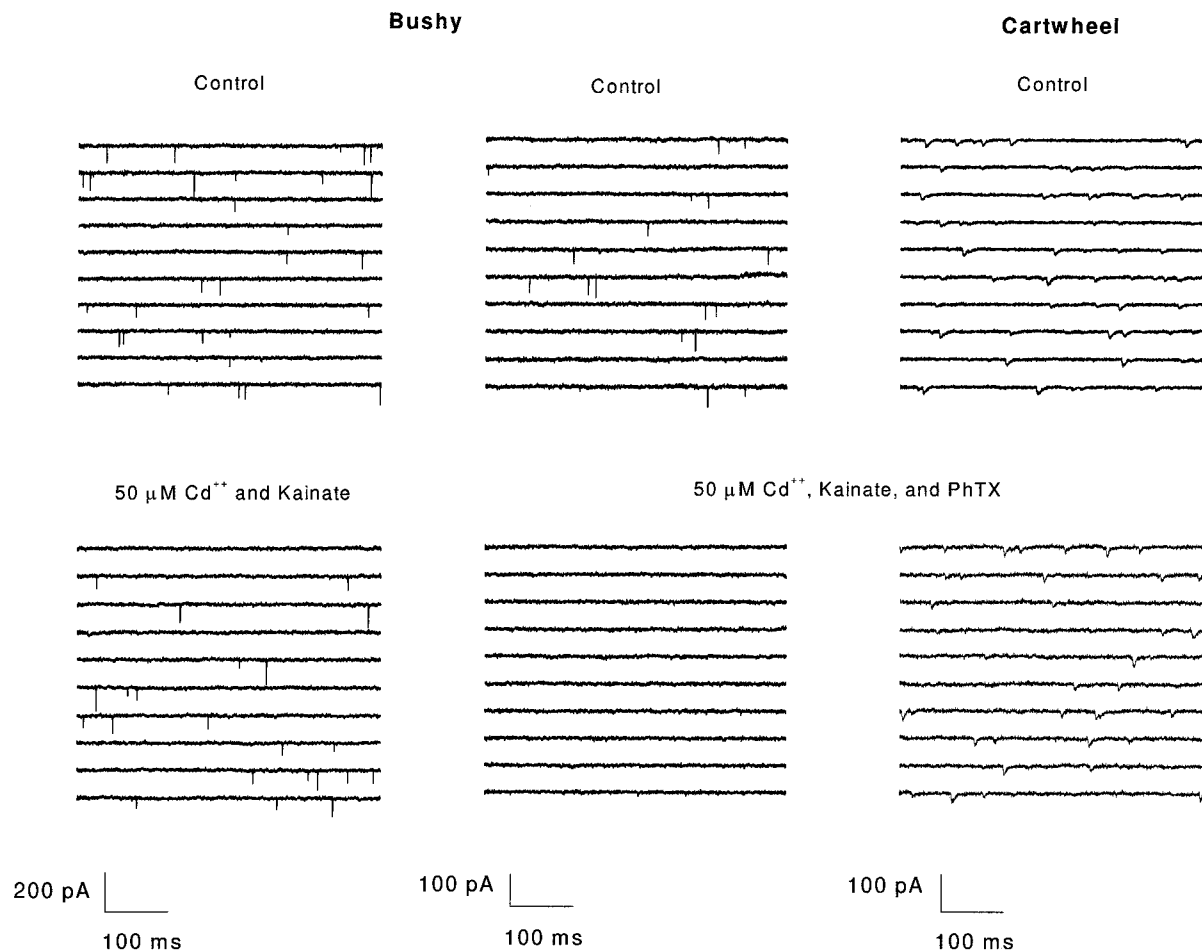 Bushy
Cartwheel
Control
Control
Control
50 μM Cd⁺⁺ and Kainate
50 μM Cd⁺⁺, Kainate, and PhTX
200 pA
100 ms
100 pA
100 ms
100 pA
100 ms